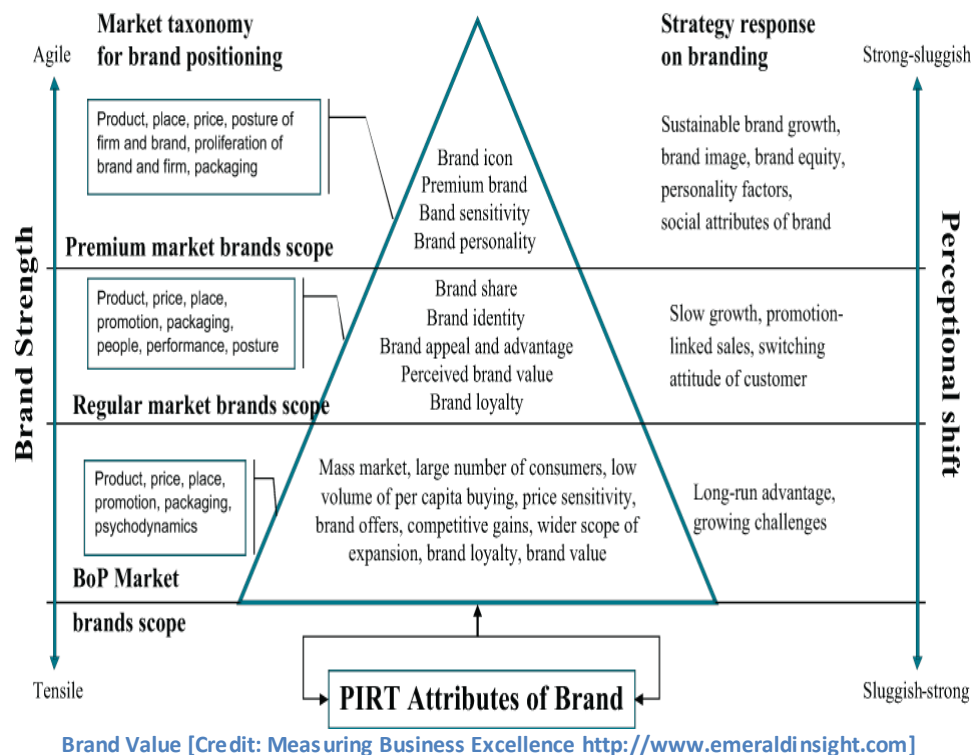 Market taxonomy
for brand positioning
Strategy response
on branding
Agile
Strong-sluggish
Product, place, price, posture of
firm and brand, proliferation of
brand and firm, packaging
Brand icon
Premium brand
Band sensitivity
Brand personality
Sustainable brand growth,
brand image, brand equity,
personality factors,
social attributes of brand
Premium market brands scope
Brand Strength
Perceptional shift
Product, price, place,
promotion, packaging,
people, performance, posture
Brand share
Brand identity
Brand appeal and advantage
Perceived brand value
Brand loyalty
Slow growth, promotion-
linked sales, switching
attitude of customer
Regular market brands scope
Product, price, place,
promotion, packaging,
psychodynamics
Mass market, large number of consumers, low
volume of per capita buying, price sensitivity,
brand offers, competitive gains, wider scope of
expansion, brand loyalty, brand value
Long-run advantage,
growing challenges
BoP Market
brands scope
Tensile
PIRT Attributes of Brand
Sluggish-strong
Brand Value [Credit: Measuring Business Excellence http://www.emeraldinsight.com]